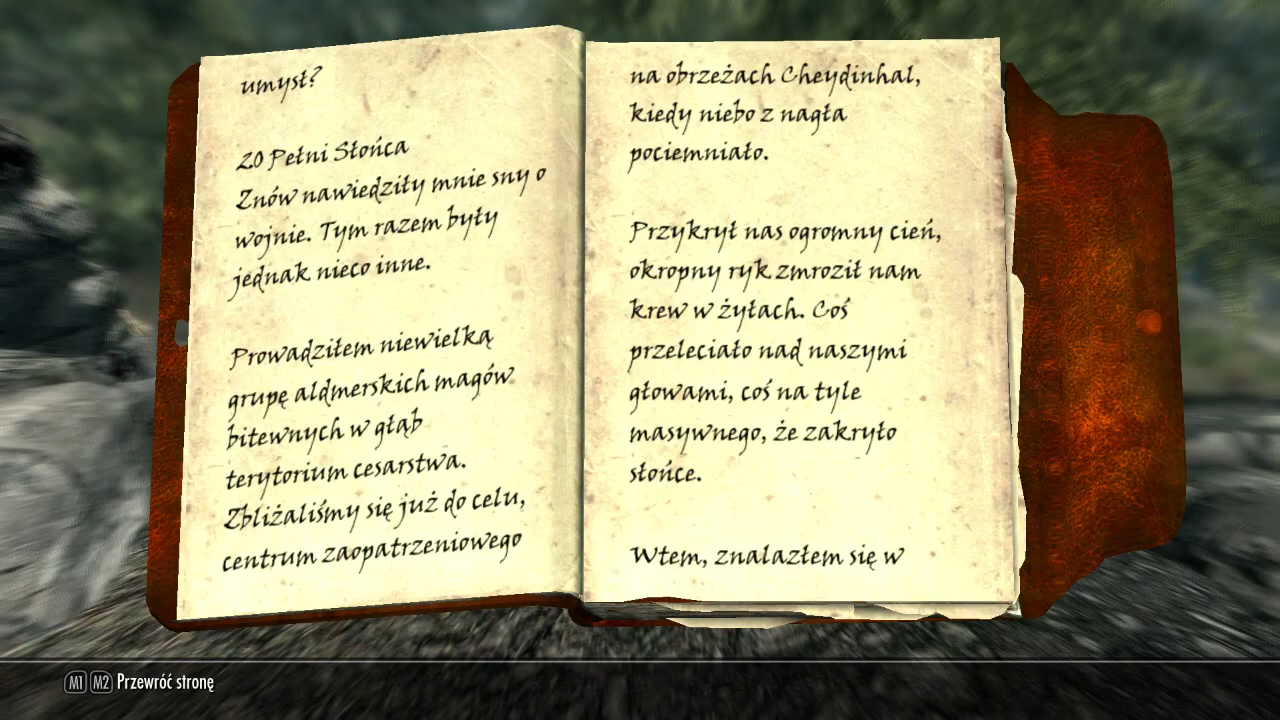 umysł?
20 Pełni Słońca
Znów nawiedziły mnie sny o
wojnie. Tym razem były
jednak nieco inne.
Prowadziłem niewielką
grupę aldmerskich magów
bitewnych w głąb
terytorium cesarstwa.
Zbliżaliśmy się już do celu,
centrum zaopatrzeniowego
na obrzeżach Cheydinhal,
kiedy niebo z nagła
pociemniało.
Przykrył nas ogromny cień,
okropny ryk zmroził nam
krew w żyłach. Coś
przeleciało nad naszymi
głowami, coś na tyle
masywnego, że zakryło
słońce.
Wtem, znalazłem się w
M1 M2 Przewróć stronę